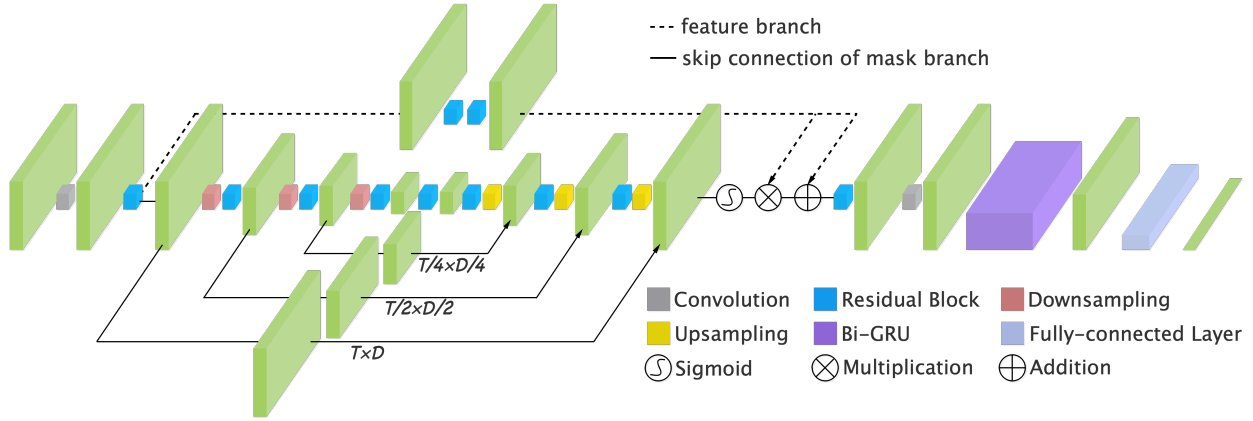 feature branch
skip connection of mask branch
T/4×D/4
T/2×D/2
T×D
Convolution
Residual Block
Downsampling
Upsampling
Bi-GRU
Fully-connected Layer
Sigmoid
Multiplication
Addition